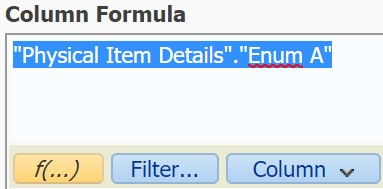 Column Formula
"Physical Item Details"."Enum A"
f(...) Filter... Column